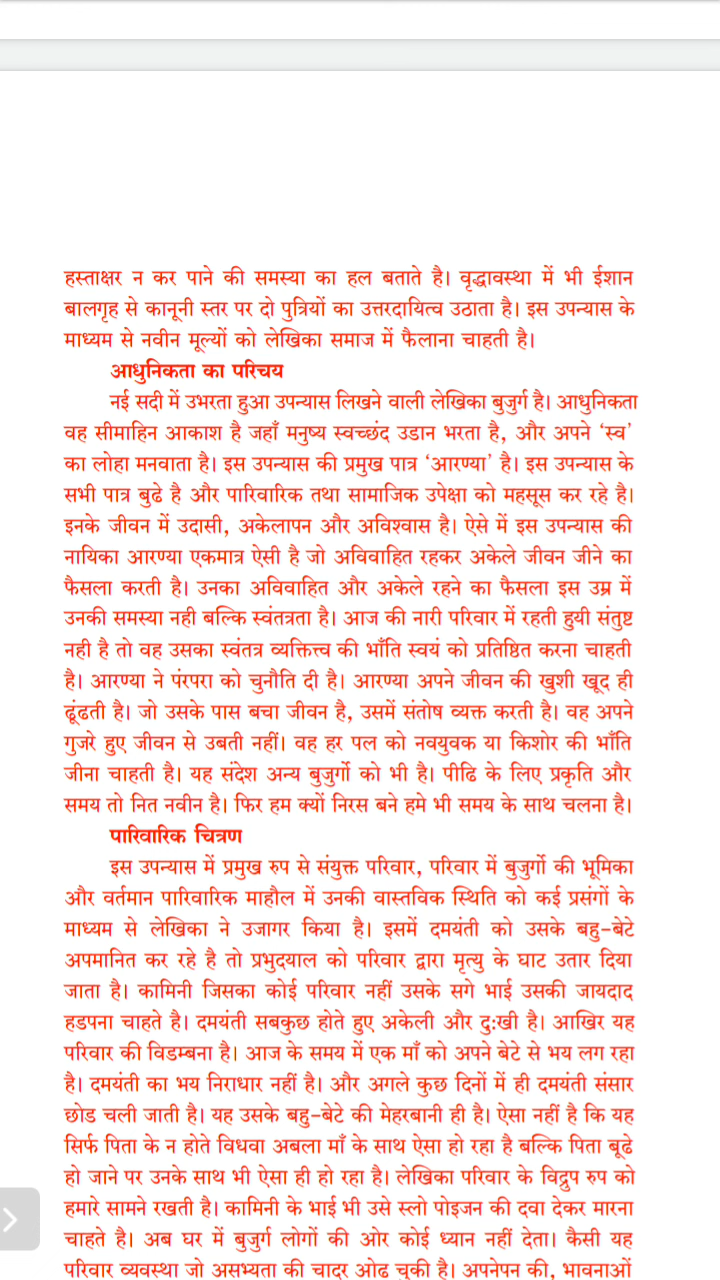 हस्ताक्षर न कर पाने की समस्या का हल बताते है। वृद्धावस्था में भी ईशान
बालगृह से कानूनी स्तर पर दो पुत्रियों का उत्तरदायित्व उठाता है। इस उपन्यास के
माध्यम से नवीन मूल्यों को लेखिका समाज में फैलाना चाहती है।
आधुनिकता का परिचय
नई सदी में उभरता हुआ उपन्यास लिखने वाली लेखिका बुजुर्ग है। आधुनिकता
वह सीमाहिन आकाश है जहाँ मनुष्य स्वच्छंद उडान भरता है, और अपने ‘स्व’
का लोहा मनवाता है। इस उपन्यास की प्रमुख पात्र ‘आरण्या’ है। इस उपन्यास के
सभी पात्र बुढे है और पारिवारिक तथा सामाजिक उपेक्षा को महसूस कर रहे है।
इनके जीवन में उदासी, अकेलापन और अविश्वास है। ऐसे में इस उपन्यास की
नायिका आरण्या एकमात्र ऐसी है जो अविवाहित रहकर अकेले जीवन जीने का
फैसला करती है। उनका अविवाहित और अकेले रहने का फैसला इस उम्र में
उनकी समस्या नही बल्कि स्वंतत्रता है। आज की नारी परिवार में रहती हुयी संतुष्ट
नही है तो वह उसका स्वंतत्र व्यक्तित्त्व की भाँति स्वयं को प्रतिष्ठित करना चाहती
है। आरण्या ने पंरपरा को चुनौति दी है। आरण्या अपने जीवन की खुशी खूद ही
ढूंढती है। जो उसके पास बचा जीवन है, उसमें संतोष व्यक्त करती है। वह अपने
गुजरे हुए जीवन से उबती नहीं। वह हर पल को नवयुवक या किशोर की भाँति
जीना चाहती है। यह संदेश अन्य बुजुर्गो को भी है। पीढि के लिए प्रकृति और
समय तो नित नवीन है। फिर हम क्यों निरस बने हमे भी समय के साथ चलना है।
पारिवारिक चित्रण
इस उपन्यास में प्रमुख रुप से संयुक्त परिवार, परिवार में बुजुर्गो की भूमिका
और वर्तमान पारिवारिक माहौल में उनकी वास्तविक स्थिति को कई प्रसंगों के
माध्यम से लेखिका ने उजागर किया है। इसमें दमयंती को उसके बहु-बेटे
अपमानित कर रहे है तो प्रभुदयाल को परिवार द्वारा मृत्यु के घाट उतार दिया
जाता है। कामिनी जिसका कोई परिवार नहीं उसके सगे भाई उसकी जायदाद
हडपना चाहते है। दमयंती सबकुछ होते हुए अकेली और दुःखी है। आखिर यह
परिवार की विडम्बना है। आज के समय में एक माँ को अपने बेटे से भय लग रहा
है। दमयंती का भय निराधार नहीं है। और अगले कुछ दिनों में ही दमयंती संसार
छोड चली जाती है। यह उसके बहु-बेटे की मेहरबानी ही है। ऐसा नहीं है कि यह
सिर्फ पिता के न होते विधवा अबला माँ के साथ ऐसा हो रहा है बल्कि पिता बूढे
हो जाने पर उनके साथ भी ऐसा ही हो रहा है। लेखिका परिवार के विद्रुप रुप को
हमारे सामने रखती है। कामिनी के भाई भी उसे स्लो पोइजन की दवा देकर मारना
चाहते है। अब घर में बुजुर्ग लोगों की ओर कोई ध्यान नहीं देता। कैसी यह
परिवार व्यवस्था जो असभ्यता की चादर ओढ चुकी है। अपनेपन की, भावनाओं